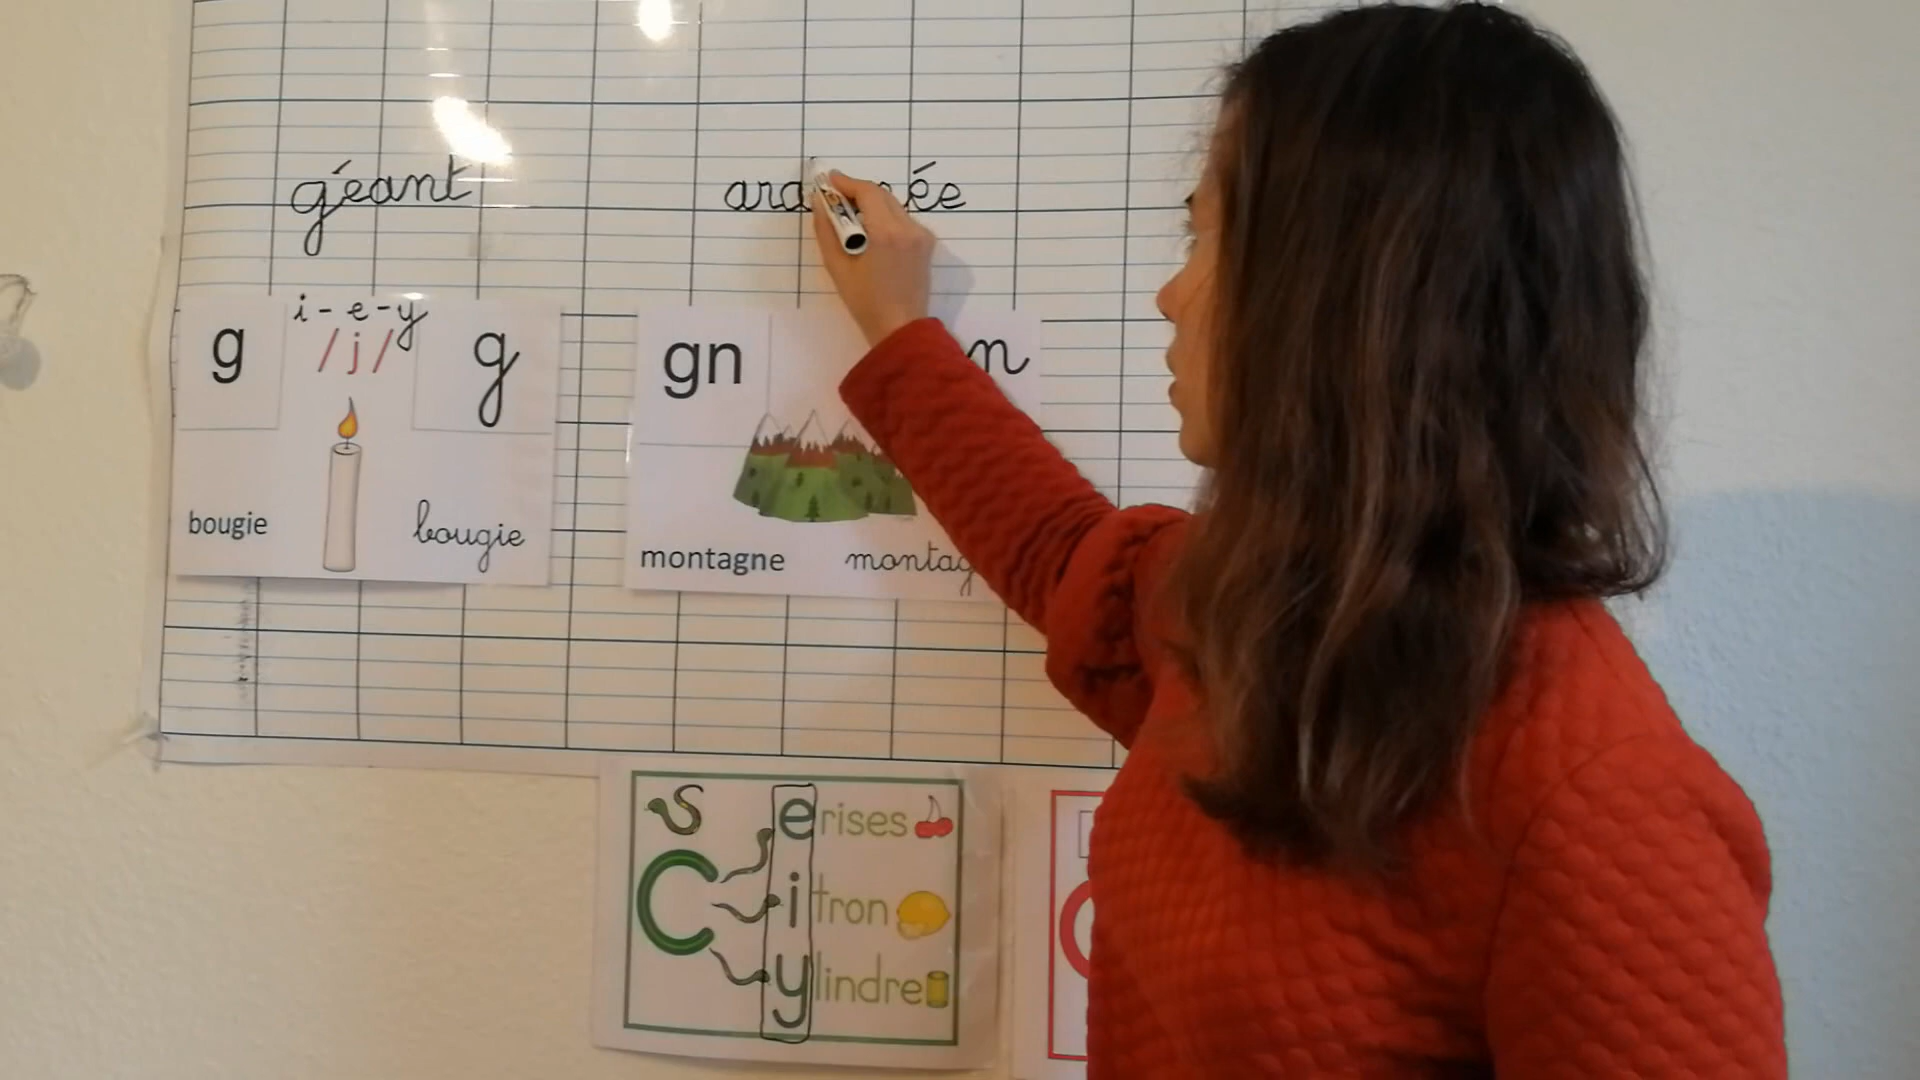 géant
i - e - y
g /j/ g
bougie bougie
gn
montagne
S
C
erises
itron
ylindre